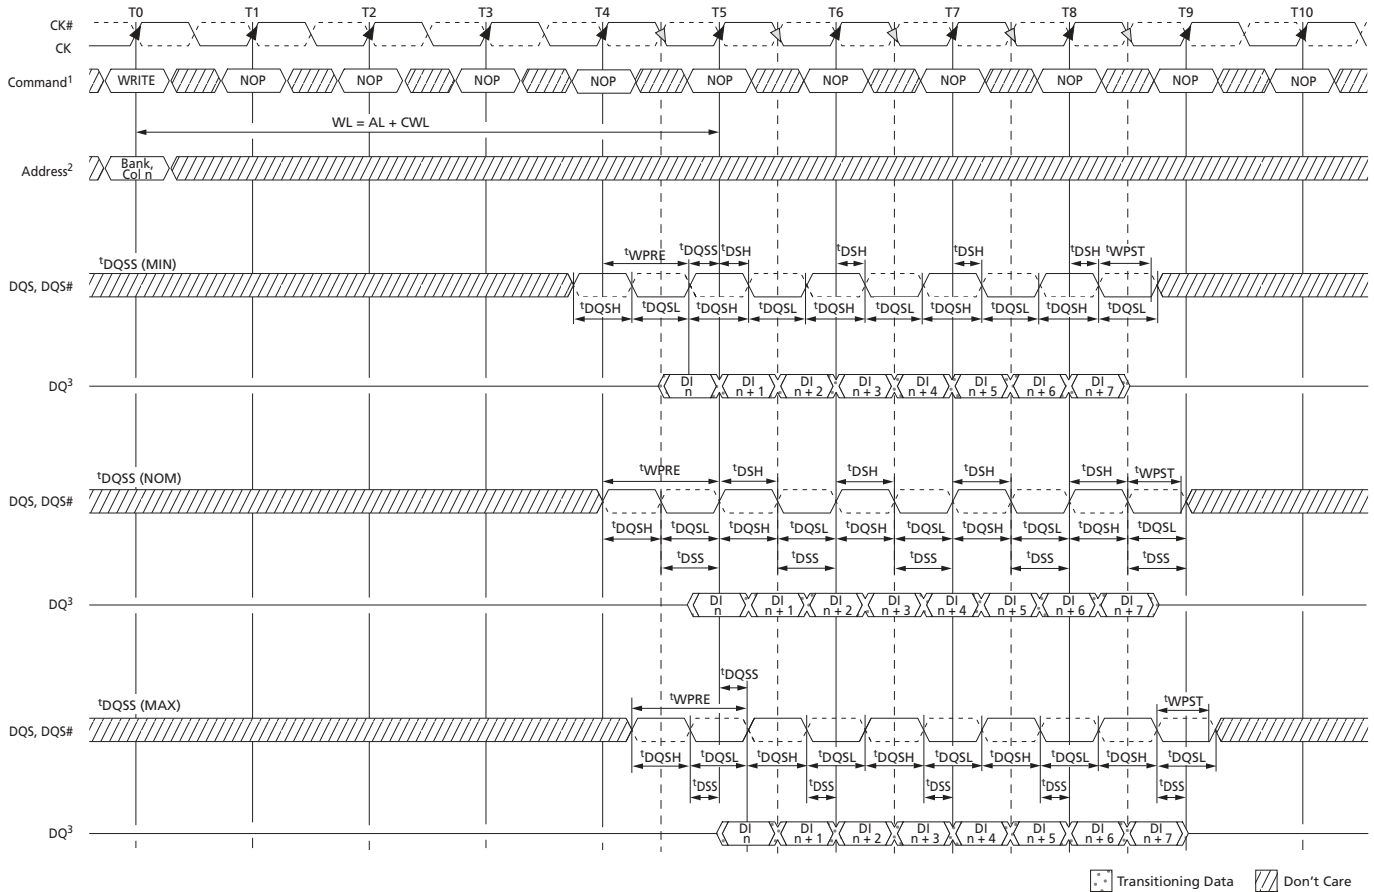 T0 T1 T2 T3 T4 T5 T6 T7 T8 T9 T10
CK#
CK
Command1 WRITE NOP NOP NOP NOP NOP NOP NOP NOP NOP NOP
WL = AL + CWL
Address2 Bank,
Col n
tDQSS (MIN) tWPRE tDQSS tDSH tDSH tDSH tDSH tWPST
DQS, DQS#
tDQSH tDQSL tDQSH tDQSL tDQSH tDQSL tDQSH tDQSL tDQSH tDQSL
DQ3 DI n DI n + 1 DI n + 2 DI n + 3 DI n + 4 DI n + 5 DI n + 6 DI n + 7
tDQSS (NOM) tWPRE tDSH tDSH tDSH tDSH tWPST
DQS, DQS#
tDQSH tDQSL tDQSH tDQSL tDQSH tDQSL tDQSH tDQSL tDQSH tDQSL
tDSS tDSS tDSS tDSS tDSS
DQ3 DI n DI n + 1 DI n + 2 DI n + 3 DI n + 4 DI n + 5 DI n + 6 DI n + 7
tDQSS
tDQSS (MAX) tWPRE tWPST
DQS, DQS#
tDQSH tDQSL tDQSH tDQSL tDQSH tDQSL tDQSH tDQSL tDQSH tDQSL
tDSS tDSS tDSS tDSS tDSS
DQ3 DI n DI n + 1 DI n + 2 DI n + 3 DI n + 4 DI n + 5 DI n + 6 DI n + 7
Transitioning Data Don't Care